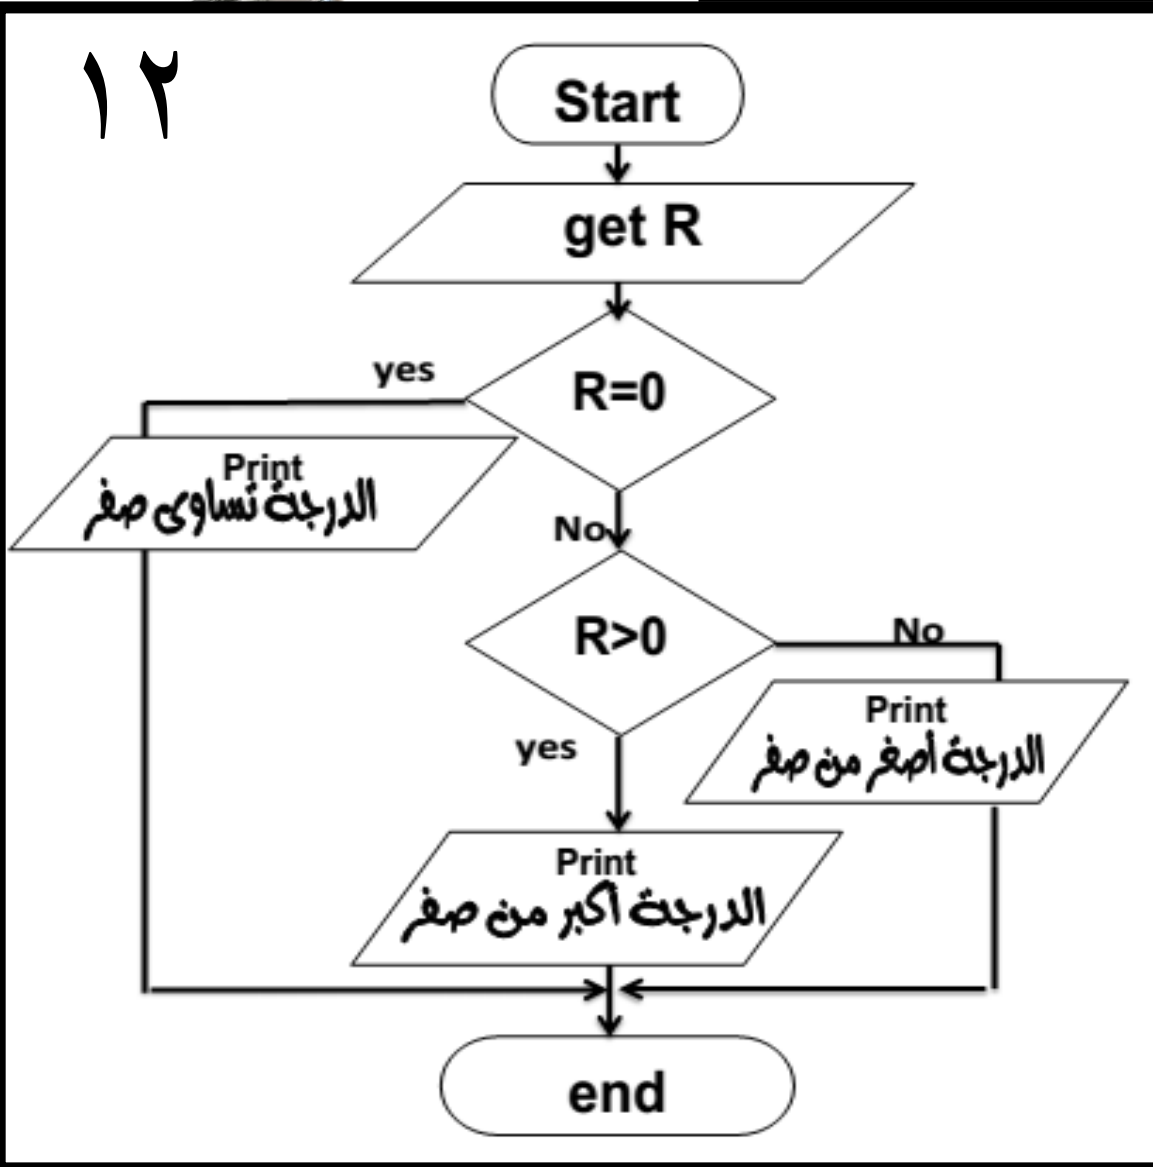 ١٢
Start
get R
R=0
yes
Print
الدرجة تساوى صفر
No
R>0
No
Print
الدرجة أصغر من صفر
yes
Print
الدرجة أكبر من صفر
end